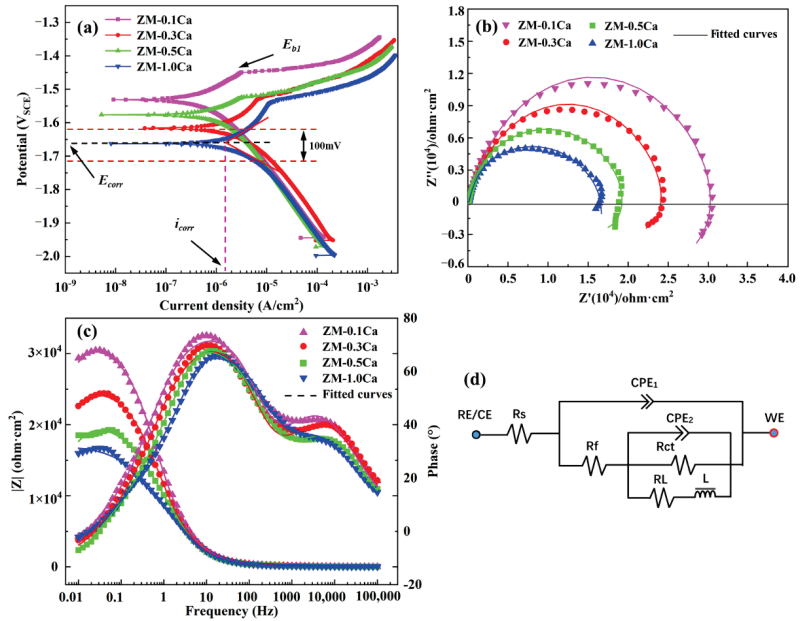 (a)
ZM-0.1Ca
ZM-0.3Ca
ZM-0.5Ca
ZM-1.0Ca
Eb1
100mV
Ecorr
icorr
Potential (VSCE)
-1.3
-1.4
-1.5
-1.6
-1.7
-1.8
-1.9
-2.0
10-9
10-8
10-7
10-6
10-5
10-4
10-3
Current density (A/cm2)
(b)
ZM-0.1Ca
ZM-0.5Ca
Fitted curves
ZM-0.3Ca
ZM-1.0Ca
Z''(104)/ohm·cm2
1.8
1.5
1.2
0.9
0.6
0.3
0
-0.3
-0.6
0
0.5
1.0
1.5
2.0
2.5
3.0
3.5
4.0
Z'(104)/ohm·cm2
(c)
ZM-0.1Ca
ZM-0.3Ca
ZM-0.5Ca
ZM-1.0Ca
Fitted curves
|Z| (ohm·cm2)
3×104
2×104
1×104
0
80
60
40
20
0
-20
Phase (°)
0.01
0.1
1
10
100
1000
10,000
100,000
Frequency (Hz)
(d)
CPE1
RE/CE
Rs
CPE2
WE
Rf
Rct
RL
L